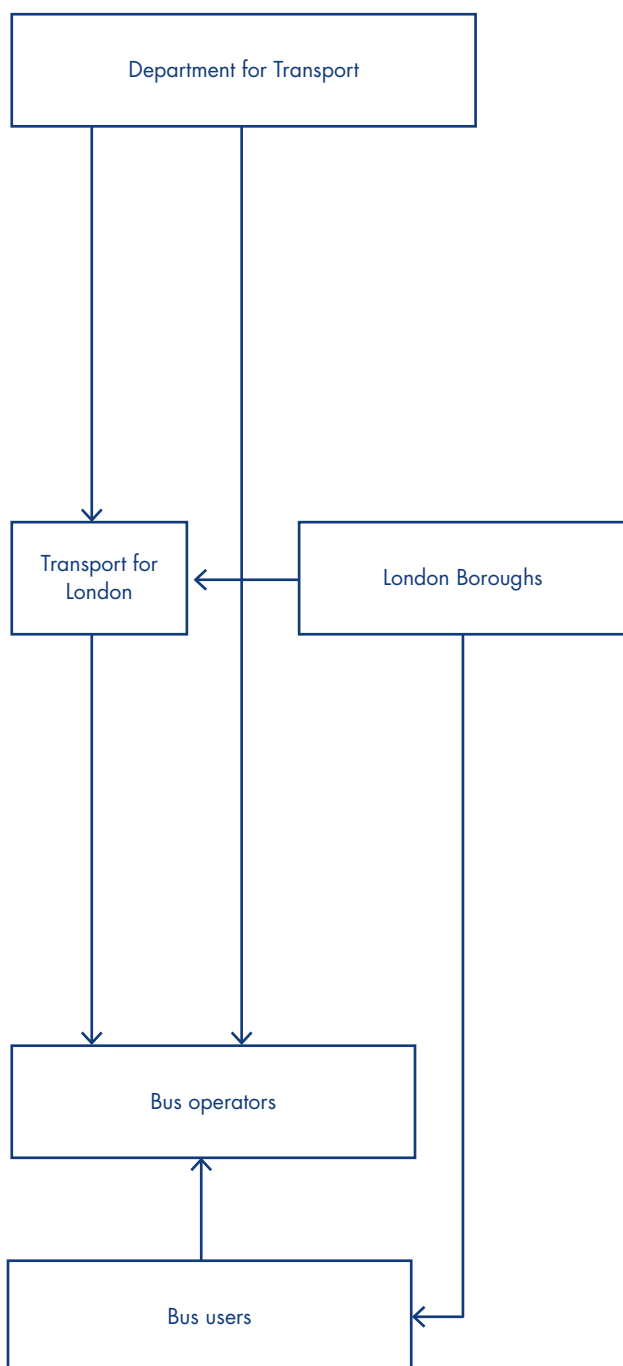 Department for Transport
Transport for
London
London Boroughs
Bus operators
Bus users